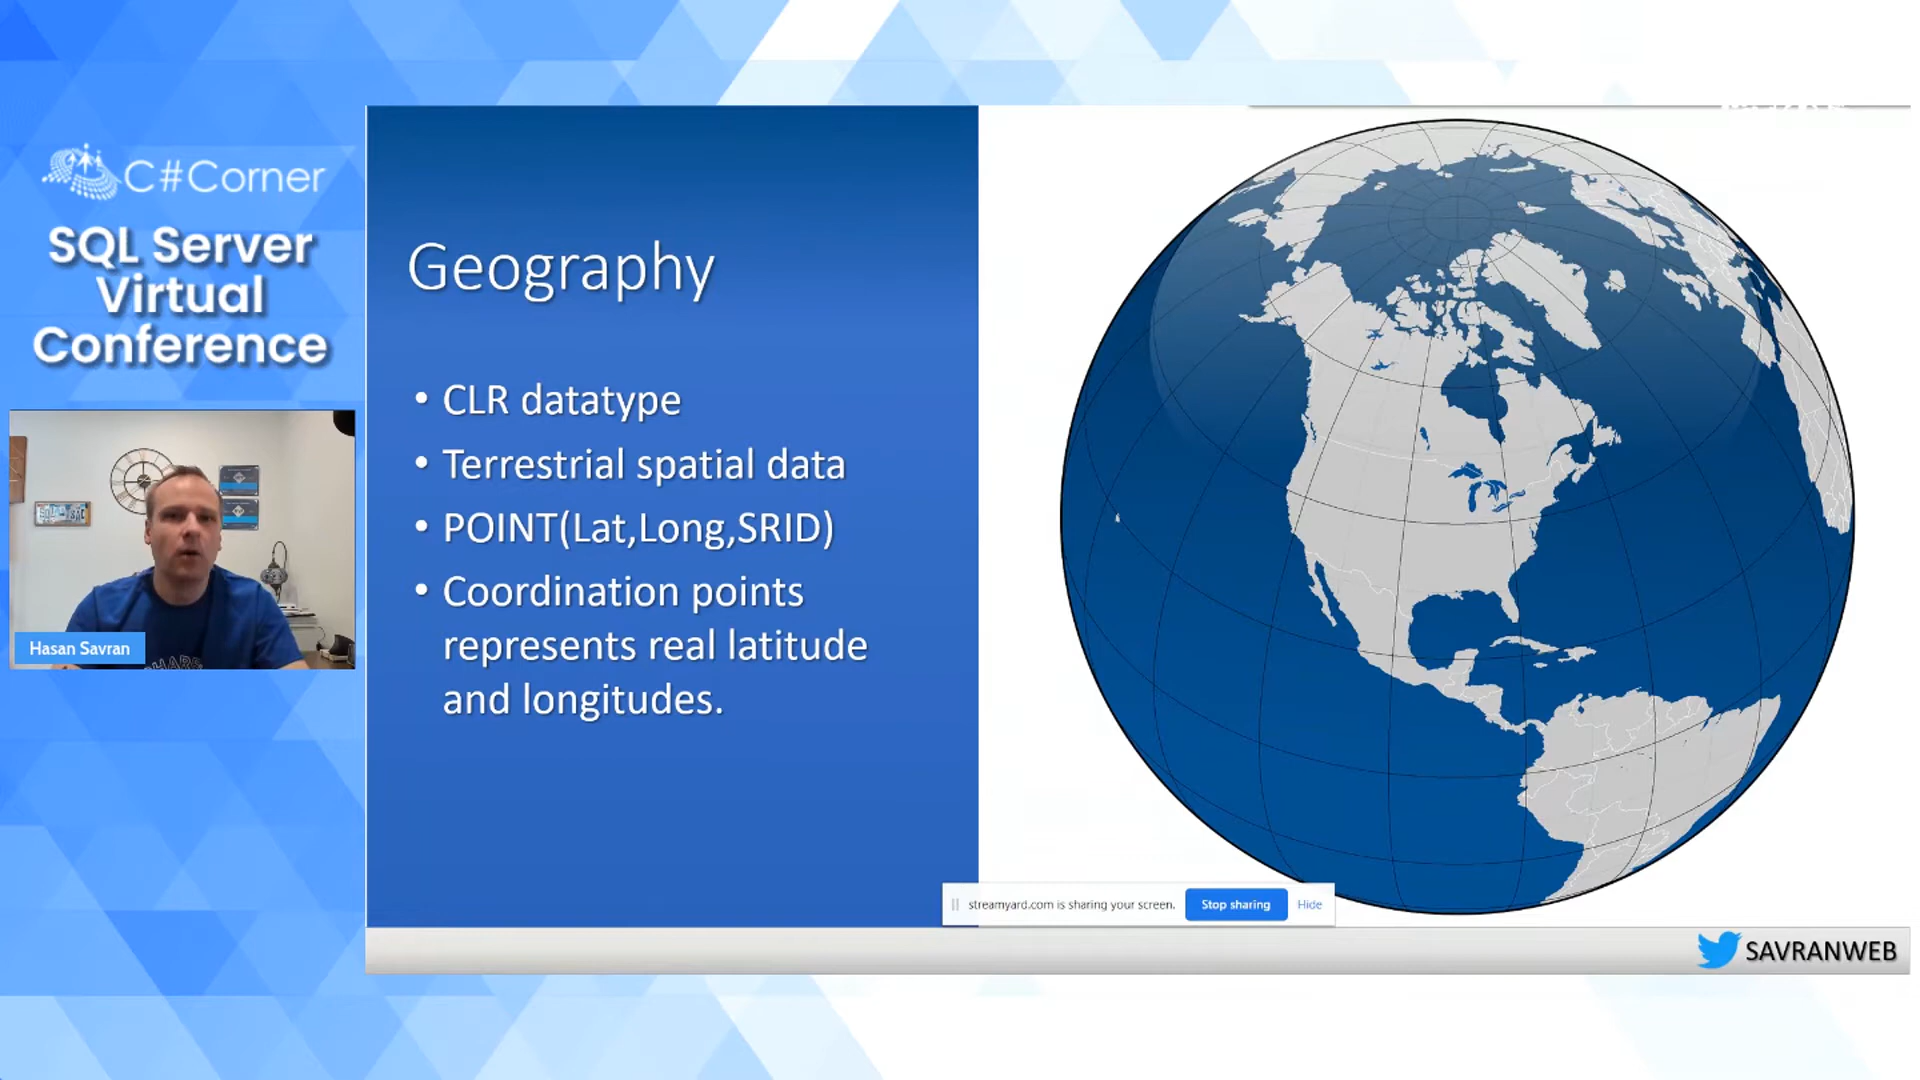 C#Corner
SQL Server
Virtual
Conference
Hasan Savran
Geography
• CLR datatype
• Terrestrial spatial data
• POINT(Lat,Long,SRID)
• Coordination points
represents real latitude
and longitudes.
streamyard.com is sharing your screen.
Stop sharing
Hide
SAVRANWEB